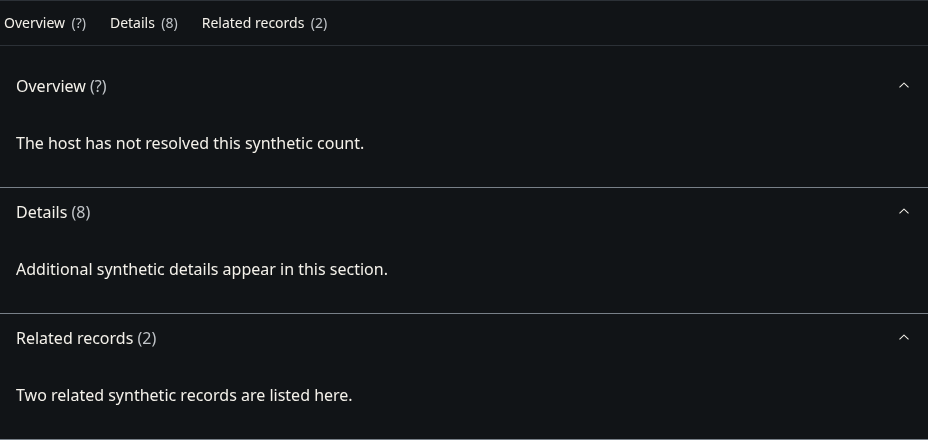 Overview (?) Details (8) Related records (2)
Overview (?)
The host has not resolved this synthetic count.
Details (8)
Additional synthetic details appear in this section.
Related records (2)
Two related synthetic records are listed here.